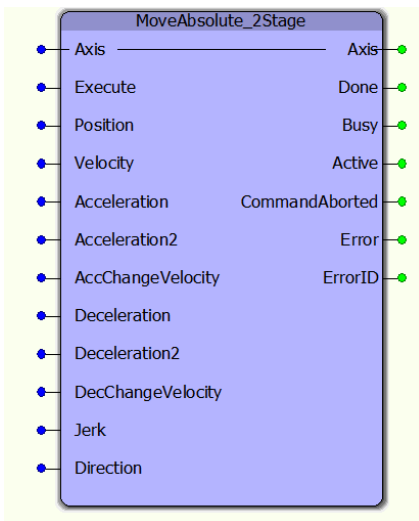 MoveAbsolute_2Stage
Axis Axis
Execute Done
Position Busy
Velocity Active
Acceleration CommandAborted
Acceleration2 Error
AccChangeVelocity ErrorID
Deceleration
Deceleration2
DecChangeVelocity
Jerk
Direction